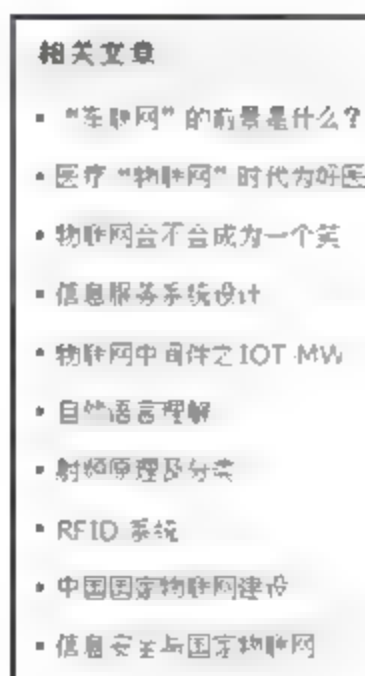 相关文章
“车联网”的前景是什么？
医疗“物联网”时代为好医
物联网会不会成为一个笑
信息服务系统设计
物联网中间件之IOT-MW
自然语言理解
射频原理及分类
RFID 系统
中国国家物联网建设
信息安全与国家物联网